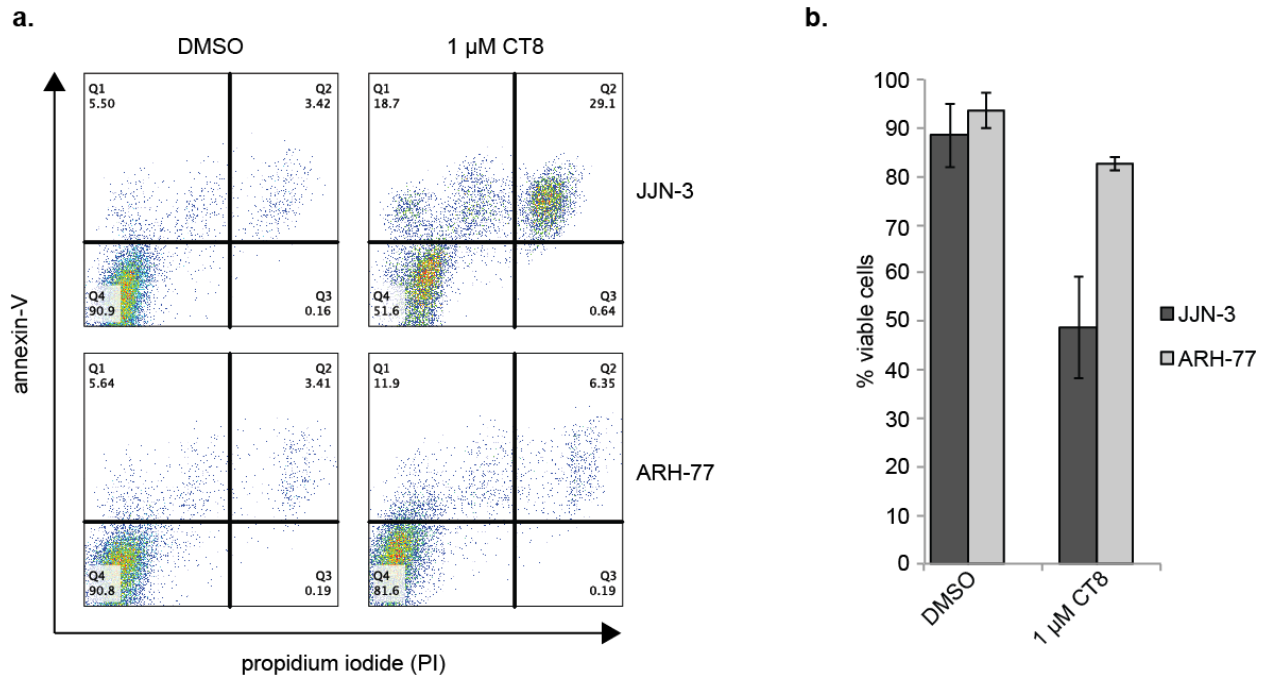 a.
DMSO
1 µM CT8
Q1
5.50
Q2
3.42
Q4
90.9
Q3
0.16
Q1
18.7
Q2
29.1
Q4
51.6
Q3
0.64
JJN-3
Q1
5.64
Q2
3.41
Q4
90.8
Q3
0.19
Q1
11.9
Q2
6.35
Q4
81.6
Q3
0.19
ARH-77
annexin-V
propidium iodide (PI)
b.
% viable cells
100
90
80
70
60
50
40
30
20
10
0
DMSO
1 µM CT8
JJN-3
ARH-77